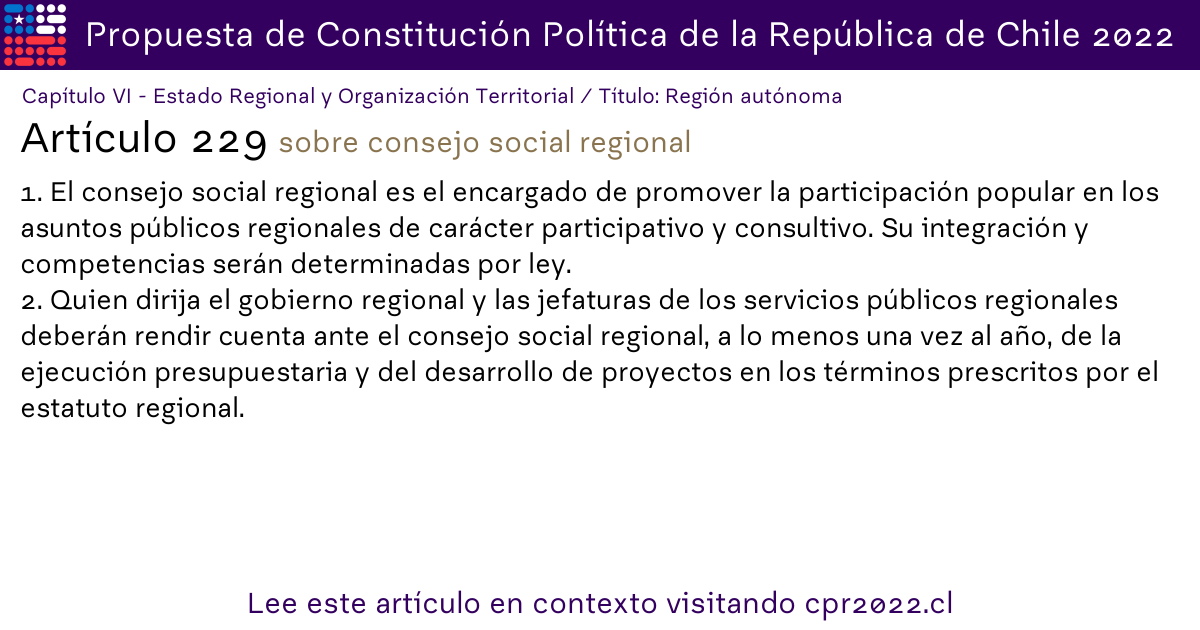 Propuesta de Constitución Política de la República de Chile 2022
Capítulo VI - Estado Regional y Organización Territorial / Título: Región autónoma
Artículo 229 sobre consejo social regional
1. El consejo social regional es el encargado de promover la participación popular en los
asuntos públicos regionales de carácter participativo y consultivo. Su integración y
competencias serán determinadas por ley.
2. Quien dirija el gobierno regional y las jefaturas de los servicios públicos regionales
deberán rendir cuenta ante el consejo social regional, a lo menos una vez al año, de la
ejecución presupuestaria y del desarrollo de proyectos en los términos prescritos por el
estatuto regional.
Lee este artículo en contexto visitando cpr2022.cl